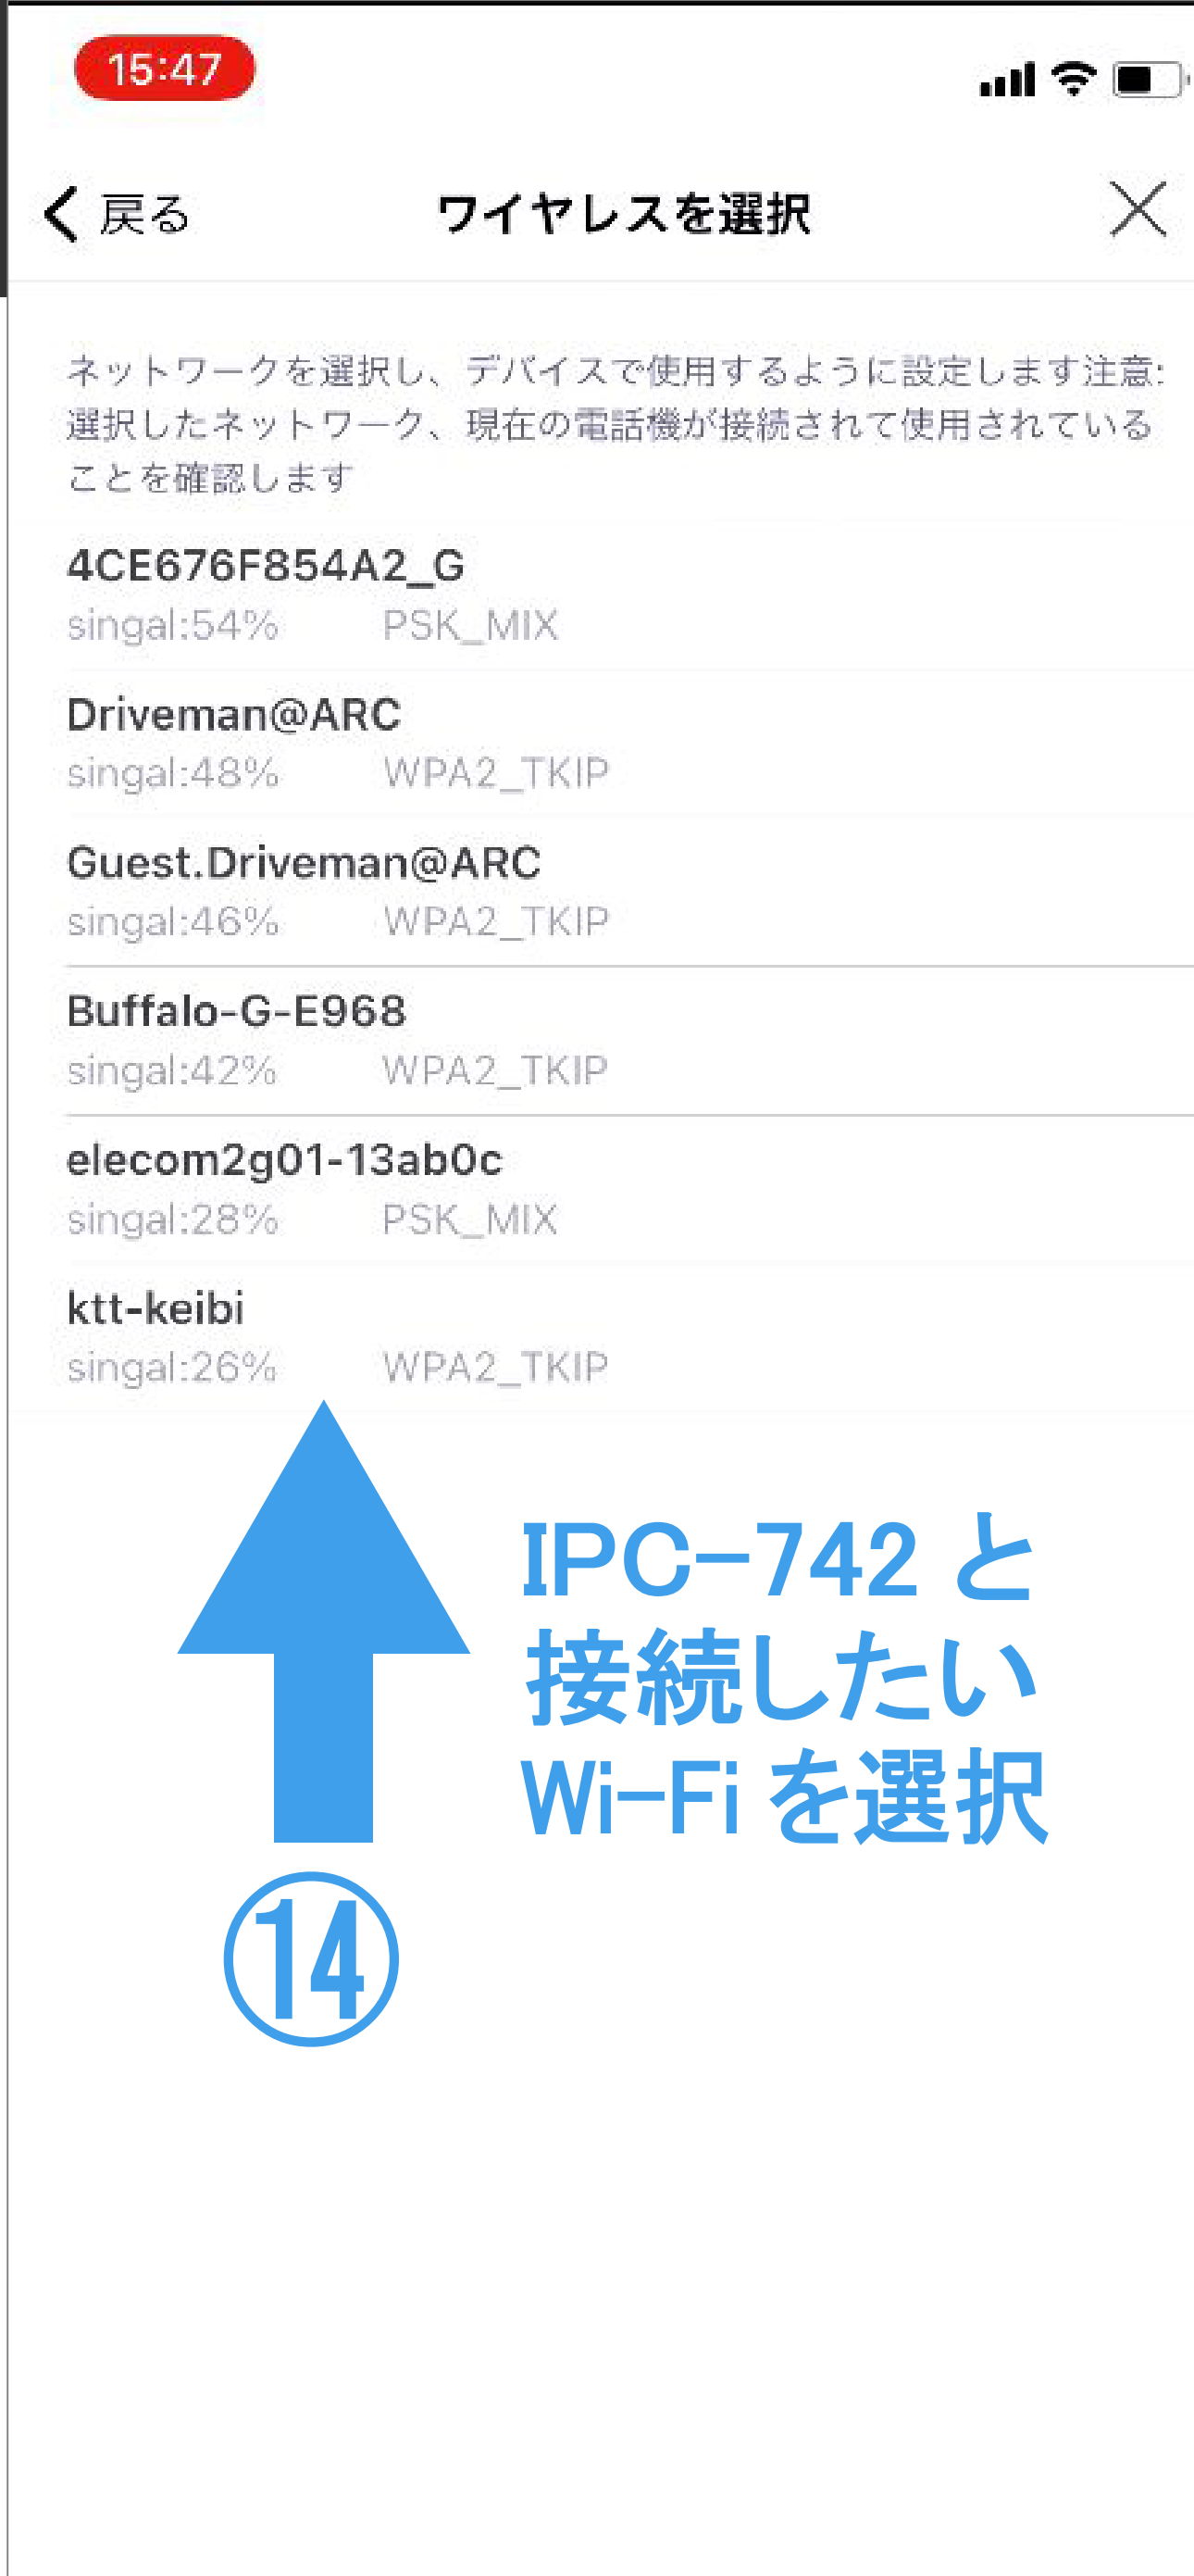 15:47
戻る ワイヤレスを選択
ネットワークを選択し、デバイスで使用するように設定します注意:
選択したネットワーク、現在の電話機が接続されて使用されている
ことを確認します
4CE676F854A2_G
singal:54% PSK_MIX
Driveman@ARC
singal:48% WPA2_TKIP
Guest.Driveman@ARC
singal:46% WPA2_TKIP
Buffalo-G-E968
singal:42% WPA2_TKIP
elecom2g01-13ab0c
singal:28% PSK_MIX
ktt-keibi
singal:26% WPA2_TKIP
IPC-742 と
接続したい
Wi-Fi を選択
⑭